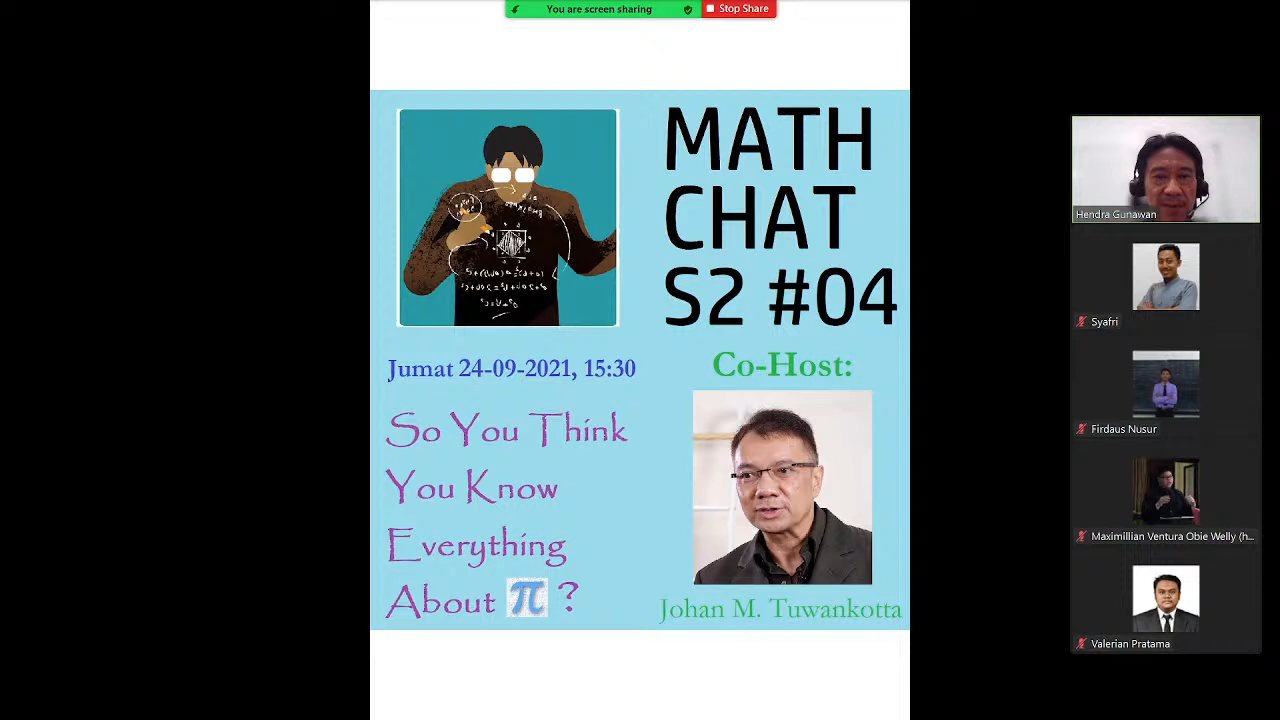 You are screen sharing
Stop Share
MATH
CHAT
S2 #04
Jumat 24-09-2021, 15:30
So You Think
You Know
Everything
About π ?
Co-Host:
Johan M. Tuwankotta
Hendra Gunawan
Syafri
Firdaus Nusur
Maximillian Ventura Obie Welly (h...
Valerian Pratama